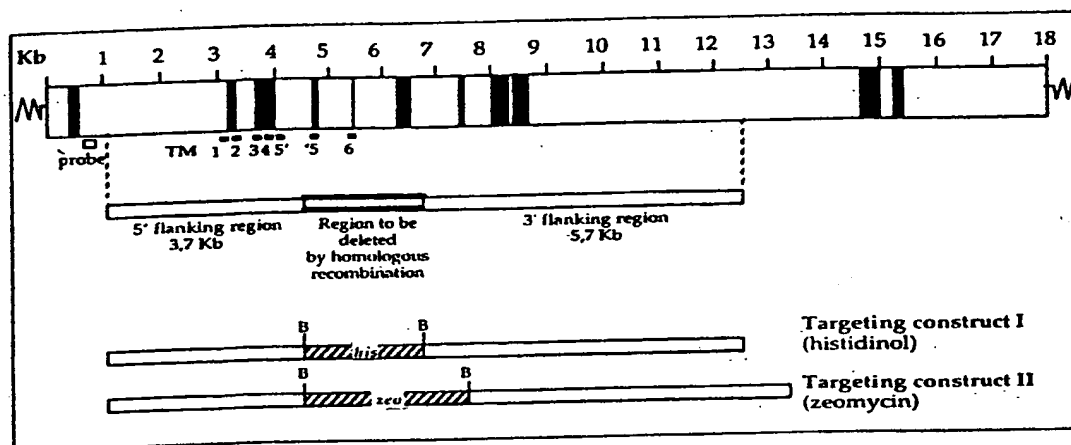 Kb 1 2 3 4 5 6 7 8 9 10 11 12 13 14 15 16 17 18
probe TM 1 2 3 4 5' '5 6
5' flanking region
3,7 Kb
Region to be
deleted
by homologous
recombination
3' flanking region
-5,7 Kb
B B
his
Targeting construct I
(histidinol)
B B
zeo
Targeting construct II
(zeomycin)